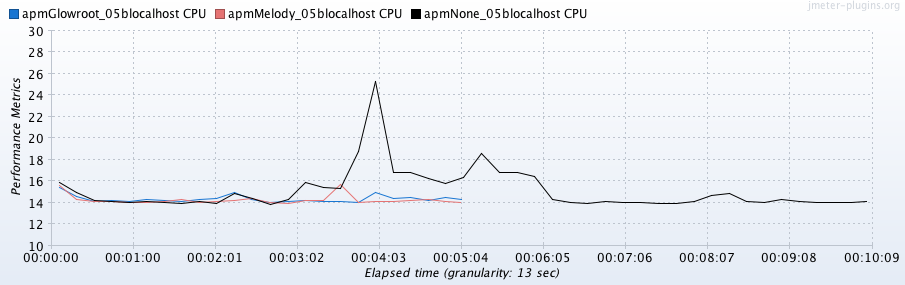 jmeter-plugins.org
apmGlowroot_05blocalhost CPU apmMelody_05blocalhost CPU apmNone_05blocalhost CPU
30
28
26
24
22
20
18
16
14
12
10
Performance Metrics
00:00:00 00:01:00 00:02:01 00:03:02 00:04:03 00:05:04 00:06:05 00:07:06 00:08:07 00:09:08 00:10:09
Elapsed time (granularity: 13 sec)